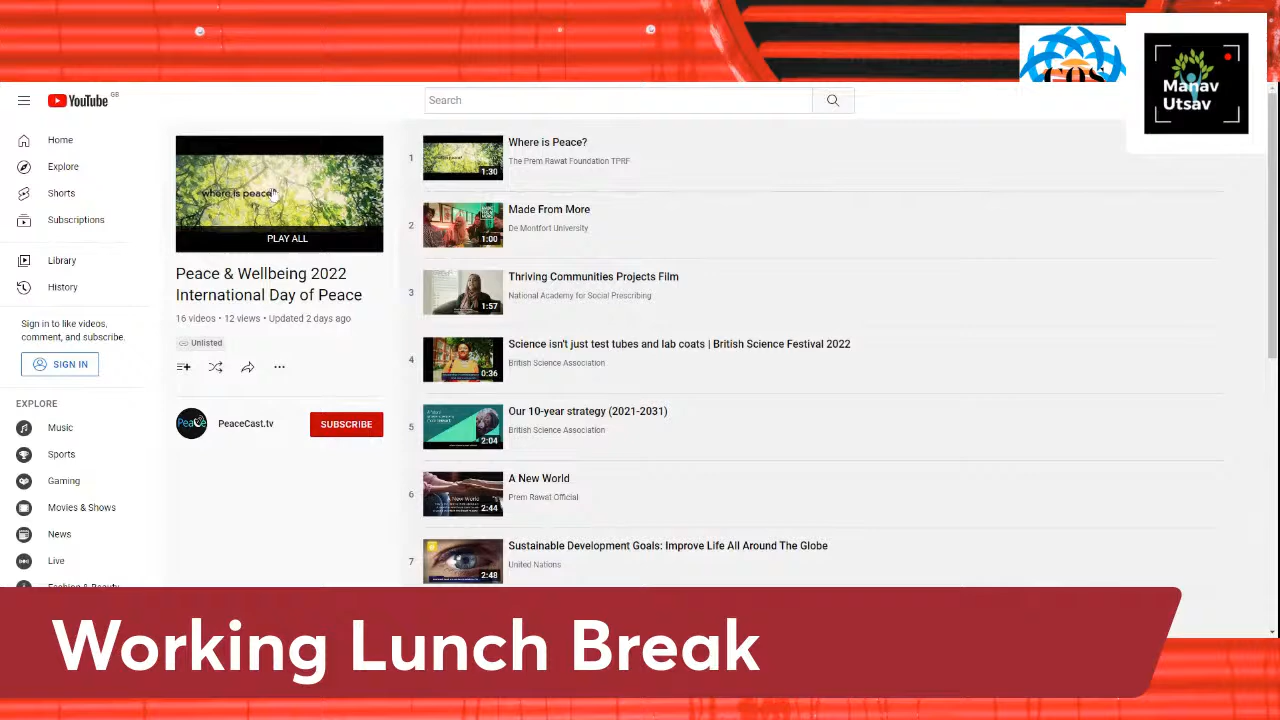 COS
Manav
Utsav
YouTube GB
Search
Home
Explore
Shorts
Subscriptions
Library
History
Sign in to like videos,
comment, and subscribe.
SIGN IN
EXPLORE
Music
Sports
Gaming
Movies & Shows
News
Live
Fashion & Beauty
where is peace?
PLAY ALL
Peace & Wellbeing 2022
International Day of Peace
16 videos • 12 views • Updated 2 days ago
Unlisted
Peace
PeaceCast.tv
SUBSCRIBE
1
1:30
Where is Peace?
The Prem Rawat Foundation TPRF
2
1:00
Made From More
De Montfort University
3
1:57
Thriving Communities Projects Film
National Academy for Social Prescribing
4
0:36
Science isn't just test tubes and lab coats | British Science Festival 2022
British Science Association
5
2:04
Our 10-year strategy (2021-2031)
British Science Association
6
A New World
2:44
A New World
Prem Rawat Official
7
2:48
Sustainable Development Goals: Improve Life All Around The Globe
United Nations
Working Lunch Break